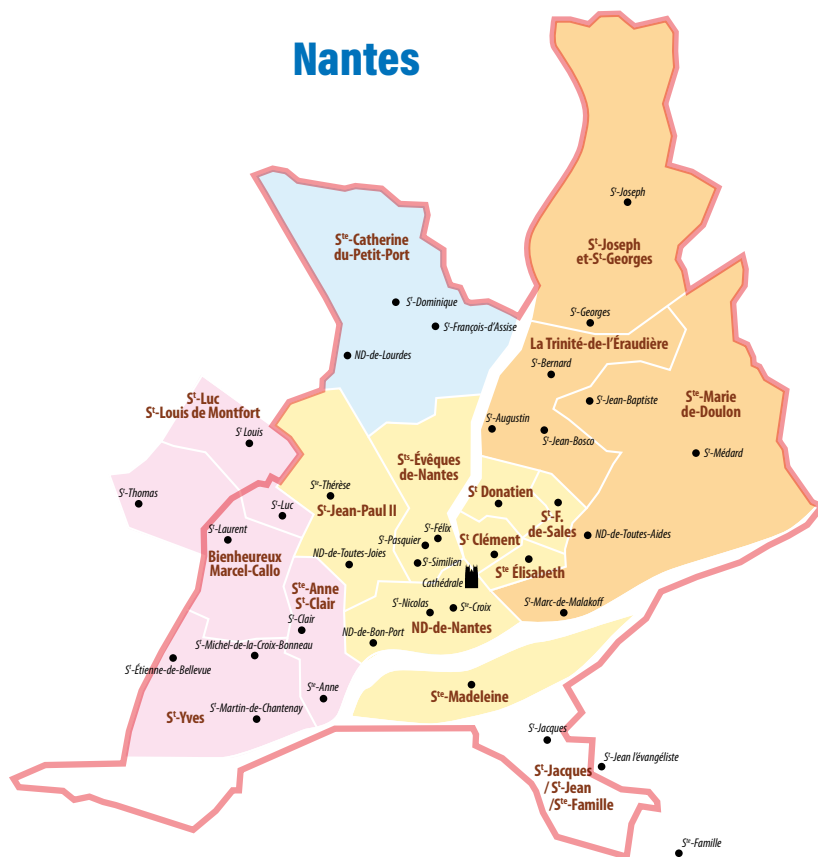 Nantes
Sᵗ-Joseph
Sᵗ-Joseph
et-Sᵗ-Georges
Sᵗᵉ-Catherine
du-Petit-Port
Sᵗ-Dominique
Sᵗ-François-d'Assise
Sᵗ-Georges
La Trinité-de-l'Éraudière
ND-de-Lourdes
Sᵗ-Bernard
Sᵗ-Luc
Sᵗ-Louis de Montfort
Sᵗ-Jean-Baptiste
Sᵗᵉ-Marie
de-Doulon
Sᵗ Louis
Sᵗ-Augustin
Sᵗ-Jean-Bosco
Sᵗ-Médard
Sᵗˢ-Évêques
de-Nantes
Sᵗᵉ-Thérèse
Sᵗ-Jean-Paul II
Sᵗ-Thomas
Sᵗ-Luc
Sᵗ Donatien
Sᵗ-F.
de-Sales
Sᵗ-Laurent
Sᵗ-Félix
Sᵗ-Pasquier
Sᵗ Clément
ND-de-Toutes-Aides
Bienheureux
Marcel-Callo
ND-de-Toutes-Joies
Sᵗ-Similien
Sᵗᵉ Élisabeth
Cathédrale
Sᵗᵉ-Anne
Sᵗ-Clair
Sᵗ-Clair
Sᵗ-Nicolas
Sᵗᵉ-Croix
Sᵗ-Marc-de-Malakoff
ND-de-Nantes
ND-de-Bon-Port
Sᵗ-Michel-de-la-Croix-Bonneau
Sᵗ-Étienne-de-Bellevue
Sᵗᵉ-Anne
Sᵗᵉ-Madeleine
Sᵗ-Martin-de-Chantenay
Sᵗ-Yves
Sᵗ-Jacques
Sᵗ-Jean l'évangéliste
Sᵗ-Jacques
/Sᵗ-Jean
/Sᵗᵉ-Famille
Sᵗᵉ-Famille